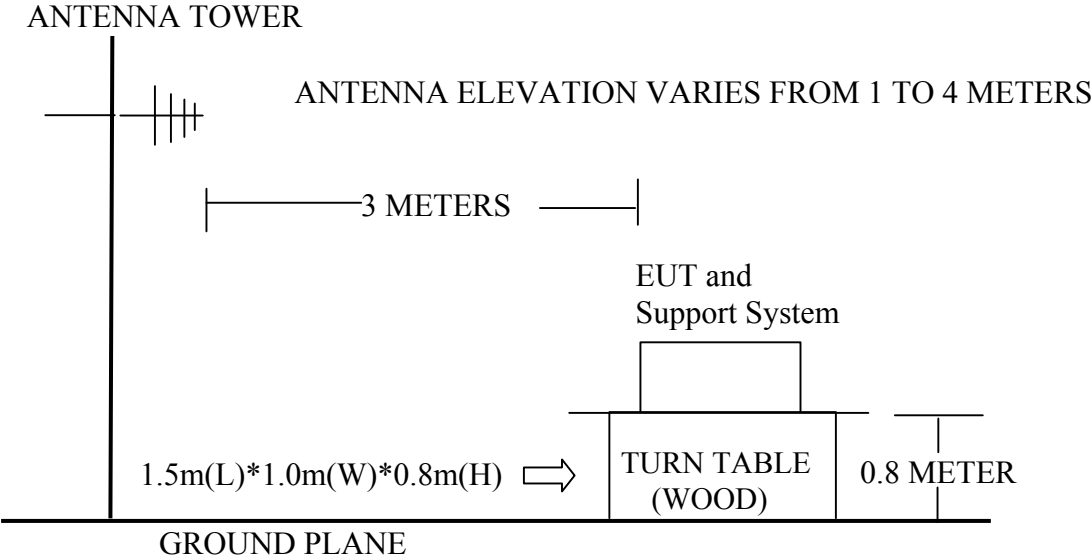 ANTENNA TOWER
ANTENNA ELEVATION VARIES FROM 1 TO 4 METERS
3 METERS
EUT and
Support System
1.5m(L)*1.0m(W)*0.8m(H)
TURN TABLE
(WOOD)
0.8 METER
GROUND PLANE